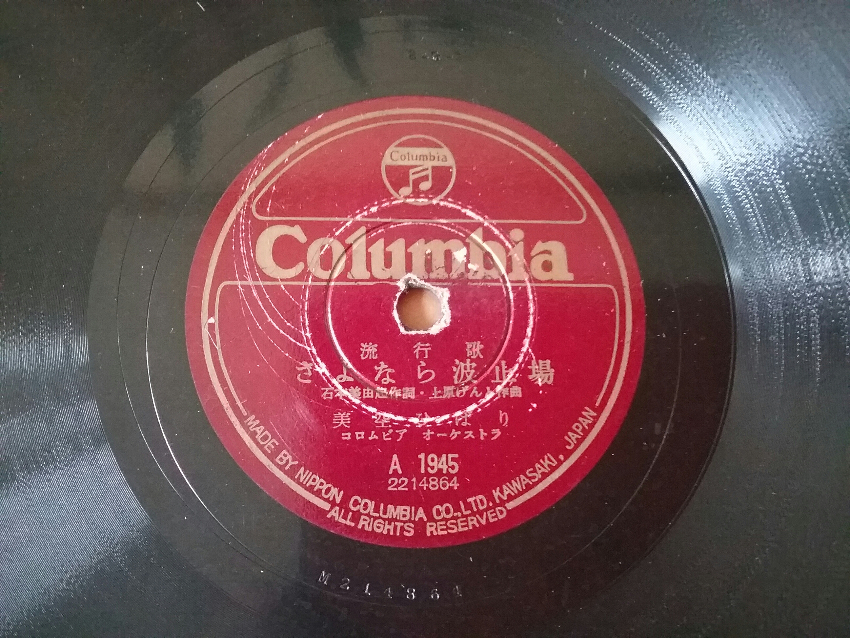 Columbia
Columbia
流行歌
さよなら波止場
石本美由起作詞・上原げんと作曲
美空ひばり
コロムビア オーケストラ
A 1945
2214864
MADE BY NIPPON COLUMBIA CO., LTD. KAWASAKI, JAPAN
ALL RIGHTS RESERVED
M214864